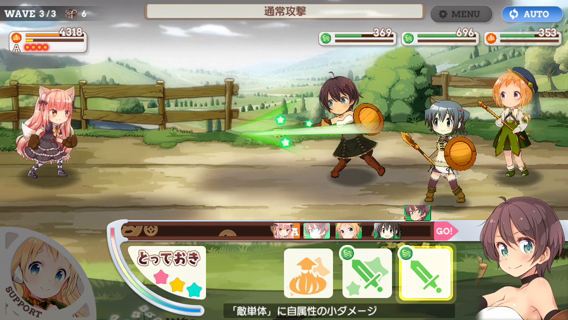 WAVE 3/3 6
通常攻撃
MENU
AUTO
4318
A
369
696
353
GO!
とっておき
SUPPORT
「敵単体」に自属性の小ダメージ